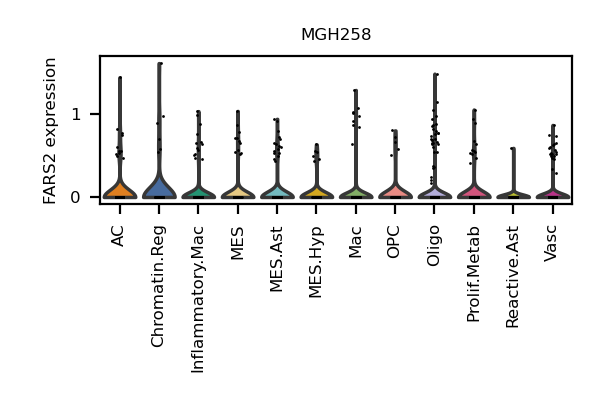 MGH258
FARS2 expression
1
0
AC
Chromatin.Reg
Inflammatory.Mac
MES
MES.Ast
MES.Hyp
Mac
OPC
Oligo
Prolif.Metab
Reactive.Ast
Vasc